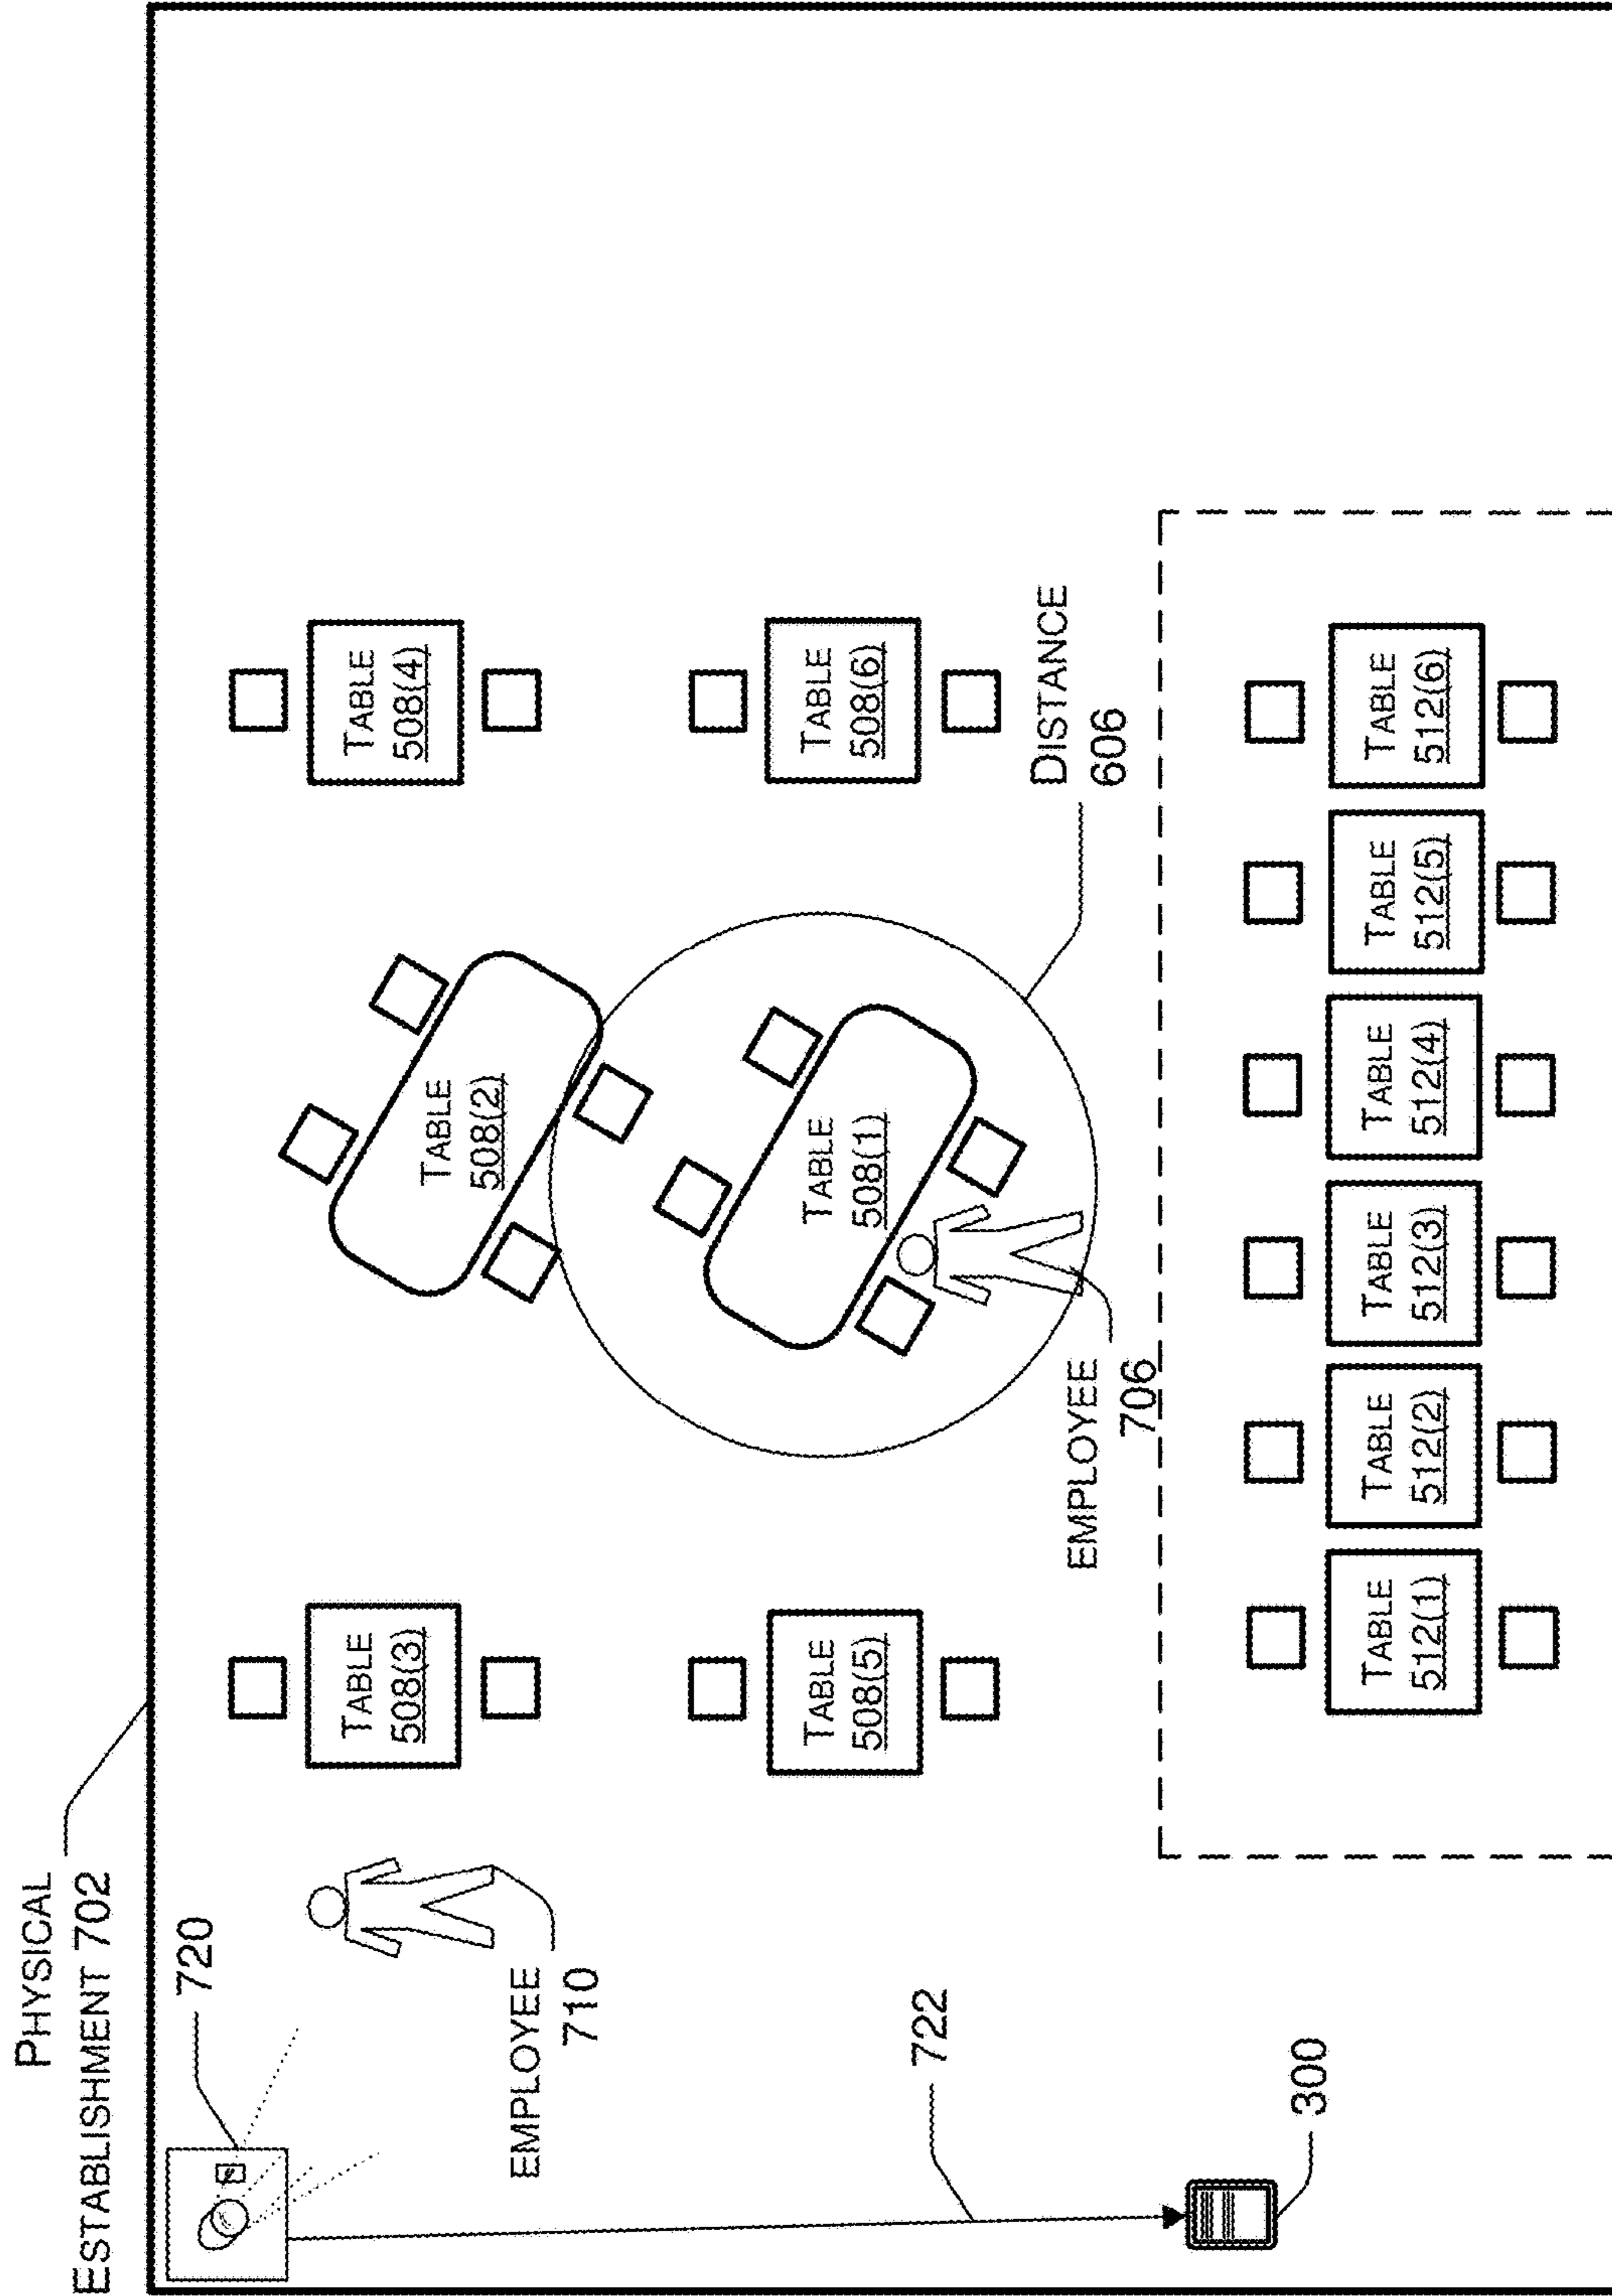 PHYSICAL
ESTABLISHMENT 702
720
EMPLOYEE
710
722
300
TABLE
508(3)
TABLE
508(4)
TABLE
508(2)
TABLE
508(5)
TABLE
508(1)
TABLE
508(6)
DISTANCE
606
EMPLOYEE
706
TABLE
512(1)
TABLE
512(2)
TABLE
512(3)
TABLE
512(4)
TABLE
512(5)
TABLE
512(6)